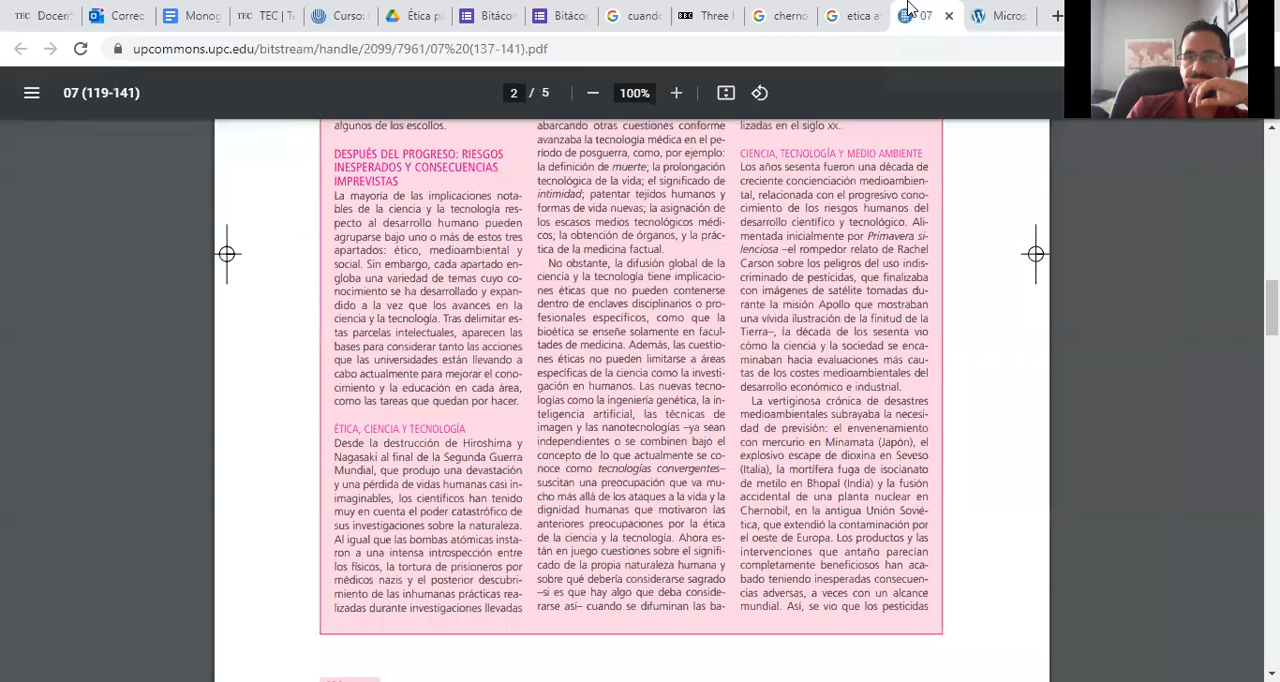 TEC
Docen
Correo
Monog
TEC
TEC | T
Curso:
Ética p
Bitáco
Bitáco
cuand
BBC
Three
cherno
etica a
07
Micros
upcommons.upc.edu/bitstream/handle/2099/7961/07%20(137-141).pdf
07 (119-141)
2 / 5
100%
algunos de los escollos.
DESPUÉS DEL PROGRESO: RIESGOS
INESPERADOS Y CONSECUENCIAS
IMPREVISTAS
La mayoría de las implicaciones nota-
bles de la ciencia y la tecnología res-
pecto al desarrollo humano pueden
agruparse bajo uno o más de estos tres
apartados: ético, medioambiental y
social. Sin embargo, cada apartado en-
globa una variedad de temas cuyo co-
nocimiento se ha desarrollado y expan-
dido a la vez que los avances en la
ciencia y la tecnología. Tras delimitar es-
tas parcelas intelectuales, aparecen las
bases para considerar tanto las acciones
que las universidades están llevando a
cabo actualmente para mejorar el cono-
cimiento y la educación en cada área,
como las tareas que quedan por hacer.
ÉTICA, CIENCIA Y TECNOLOGÍA
Desde la destrucción de Hiroshima y
Nagasaki al final de la Segunda Guerra
Mundial, que produjo una devastación
y una pérdida de vidas humanas casi in-
imaginables, los científicos han tenido
muy en cuenta el poder catastrófico de
sus investigaciones sobre la naturaleza.
Al igual que las bombas atómicas insta-
ron a una intensa introspección entre
los físicos, la tortura de prisioneros por
médicos nazis y el posterior descubri-
miento de las inhumanas prácticas rea-
lizadas durante investigaciones llevadas
abarcando otras cuestiones conforme
avanzaba la tecnología médica en el pe-
ríodo de posguerra, como, por ejemplo:
la definición de muerte; la prolongación
tecnológica de la vida; el significado de
intimidad; patentar tejidos humanos y
formas de vida nuevas; la asignación de
los escasos medios tecnológicos médi-
cos; la obtención de órganos, y la prác-
tica de la medicina factual.
No obstante, la difusión global de la
ciencia y la tecnología tiene implicacio-
nes éticas que no pueden contenerse
dentro de enclaves disciplinarios o pro-
fesionales específicos, como que la
bioética se enseñe solamente en facul-
tades de medicina. Además, las cuestio-
nes éticas no pueden limitarse a áreas
específicas de la ciencia como la investi-
gación en humanos. Las nuevas tecno-
logías como la ingeniería genética, la in-
teligencia artificial, las técnicas de
imagen y las nanotecnologías –ya sean
independientes o se combinen bajo el
concepto de lo que actualmente se co-
noce como tecnologías convergentes–
suscitan una preocupación que va mu-
cho más allá de los ataques a la vida y la
dignidad humanas que motivaron las
anteriores preocupaciones por la ética
de la ciencia y la tecnología. Ahora es-
tán en juego cuestiones sobre el signifi-
cado de la propia naturaleza humana y
sobre qué debería considerarse sagrado
–si es que hay algo que deba conside-
rarse así– cuando se difuminan las ba-
lizadas en el siglo XX.
CIENCIA, TECNOLOGÍA Y MEDIO AMBIENTE
Los años sesenta fueron una década de
creciente concienciación medioambien-
tal, relacionada con el progresivo cono-
cimiento de los riesgos humanos del
desarrollo científico y tecnológico. Ali-
mentada inicialmente por Primavera si-
lenciosa –el rompedor relato de Rachel
Carson sobre los peligros del uso indis-
criminado de pesticidas, que finalizaba
con imágenes de satélite tomadas du-
rante la misión Apollo que mostraban
una vívida ilustración de la finitud de la
Tierra–, la década de los sesenta vio
cómo la ciencia y la sociedad se enca-
minaban hacia evaluaciones más cau-
tas de los costes medioambientales del
desarrollo económico e industrial.
La vertiginosa crónica de desastres
medioambientales subrayaba la necesi-
dad de previsión: el envenenamiento
con mercurio en Minamata (Japón), el
explosivo escape de dioxina en Seveso
(Italia), la mortífera fuga de isocianato
de metilo en Bhopal (India) y la fusión
accidental de una planta nuclear en
Chernobíl, en la antigua Unión Sovié-
tica, que extendió la contaminación por
el oeste de Europa. Los productos y las
intervenciones que antaño parecían
completamente beneficiosos han aca-
bado teniendo inesperadas consecuen-
cias adversas, a veces con un alcance
mundial. Así, se vio que los pesticidas